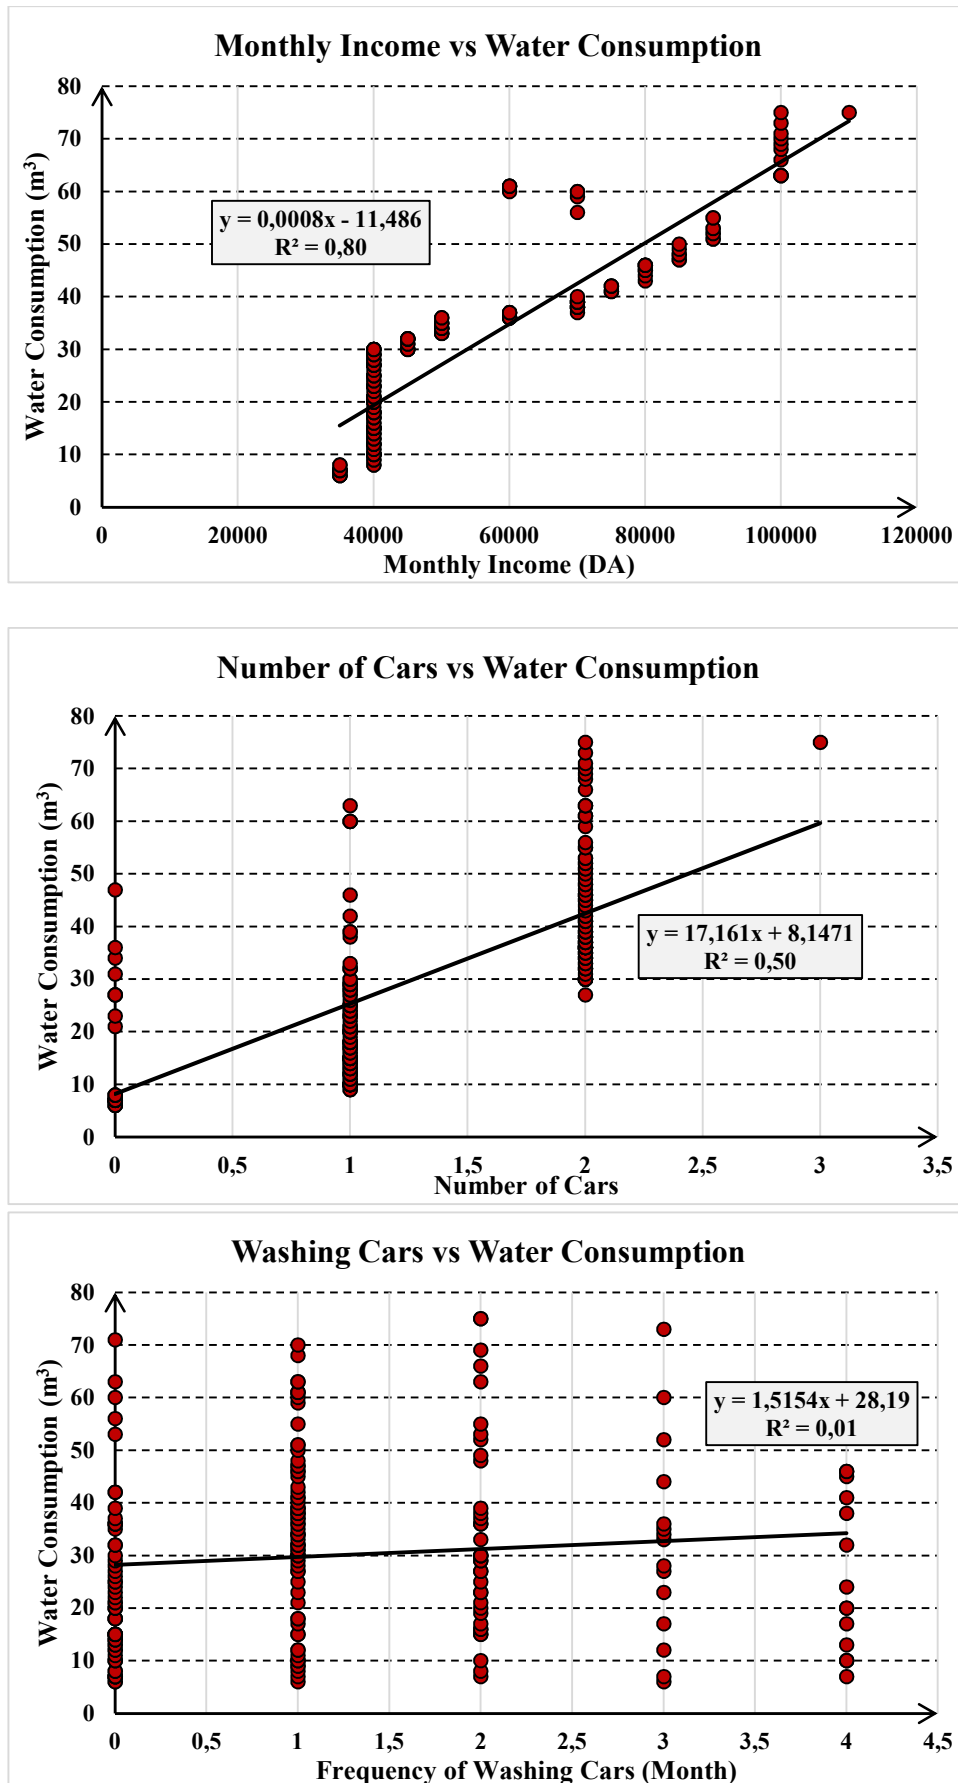 Monthly Income vs Water Consumption
80
70
60
50
40
30
20
10
0
Water Consumption (m³)
y = 0,0008x - 11,486
R² = 0,80
0 20000 40000 60000 80000 100000 120000
Monthly Income (DA)
Number of Cars vs Water Consumption
80
70
60
50
40
30
20
10
0
Water Consumption (m³)
y = 17,161x + 8,1471
R² = 0,50
0 0,5 1 1,5 2 2,5 3 3,5
Number of Cars
Washing Cars vs Water Consumption
80
70
60
50
40
30
20
10
0
Water Consumption (m³)
y = 1,5154x + 28,19
R² = 0,01
0 0,5 1 1,5 2 2,5 3 3,5 4 4,5
Frequency of Washing Cars (Month)